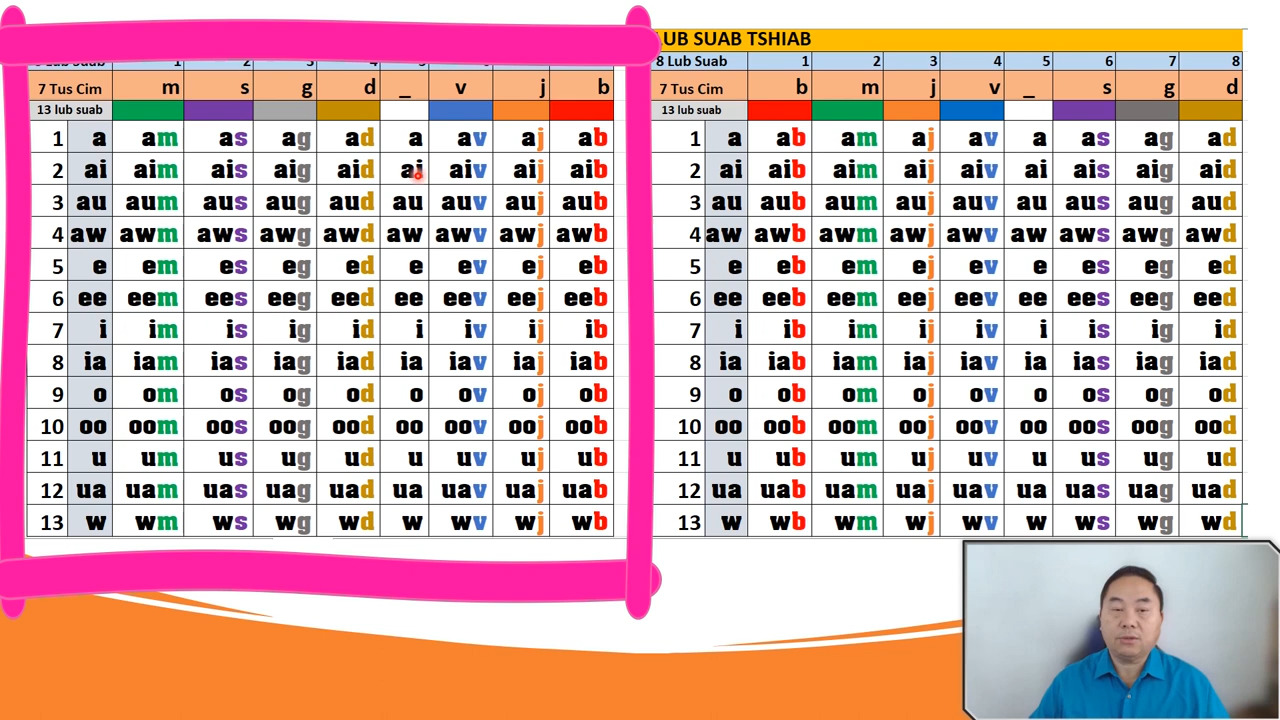 LUB SUAB TSHIAB
8 Lub Suab 1 2 3 4 5 6 7 8
7 Tus Cim m s g d _ v j b
13 lub suab
1 a am as ag ad a av aj ab
2 ai aim ais aig aid ai aiv aij aib
3 au aum aus aug aud au auv auj aub
4 aw awm aws awg awd aw awv awj awb
5 e em es eg ed e ev ej eb
6 ee eem ees eeg eed ee eev eej eeb
7 i im is ig id i iv ij ib
8 ia iam ias iag iad ia iav iaj iab
9 o om os og od o ov oj ob
10 oo oom oos oog ood oo oov ooj oob
11 u um us ug ud u uv uj ub
12 ua uam uas uag uad ua uav uaj uab
13 w wm ws wg wd w wv wj wb
7 Tus Cim b m j v _ s g d
13 lub suab
1 a ab am aj av a as ag ad
2 ai aib aim aij aiv ai ais aig aid
3 au aub aum auj auv au aus aug aud
4 aw awb awm awj awv aw aws awg awd
5 e eb em ej ev e es eg ed
6 ee eeb eem eej eev ee ees eeg eed
7 i ib im ij iv i is ig id
8 ia iab iam iaj iav ia ias iag iad
9 o ob om oj ov o os og od
10 oo oob oom ooj oov oo oos oog ood
11 u ub um uj uv u us ug ud
12 ua uab uam uaj uav ua uas uag uad
13 w wb wm wj wv w ws wg wd